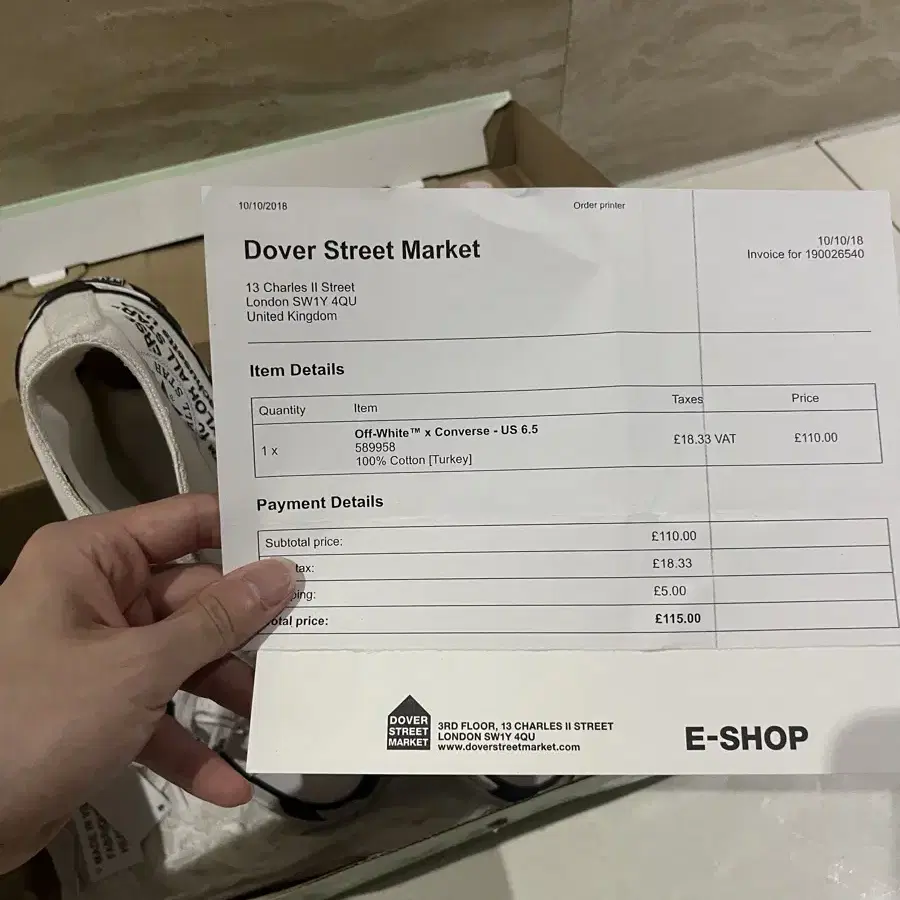 10/10/2018 Order printer
Dover Street Market
10/10/18
Invoice for 190026540
13 Charles II Street
London SW1Y 4QU
United Kingdom
Item Details
Quantity Item Taxes Price
1 x Off-White™ x Converse - US 6.5 £18.33 VAT £110.00
589958
100% Cotton [Turkey]
Payment Details
Subtotal price: £110.00
tax: £18.33
ping: £5.00
otal price: £115.00
DOVER
STREET
MARKET
3RD FLOOR, 13 CHARLES II STREET
LONDON SW1Y 4QU
www.doverstreetmarket.com
E-SHOP
ALL STAR
MADE IN